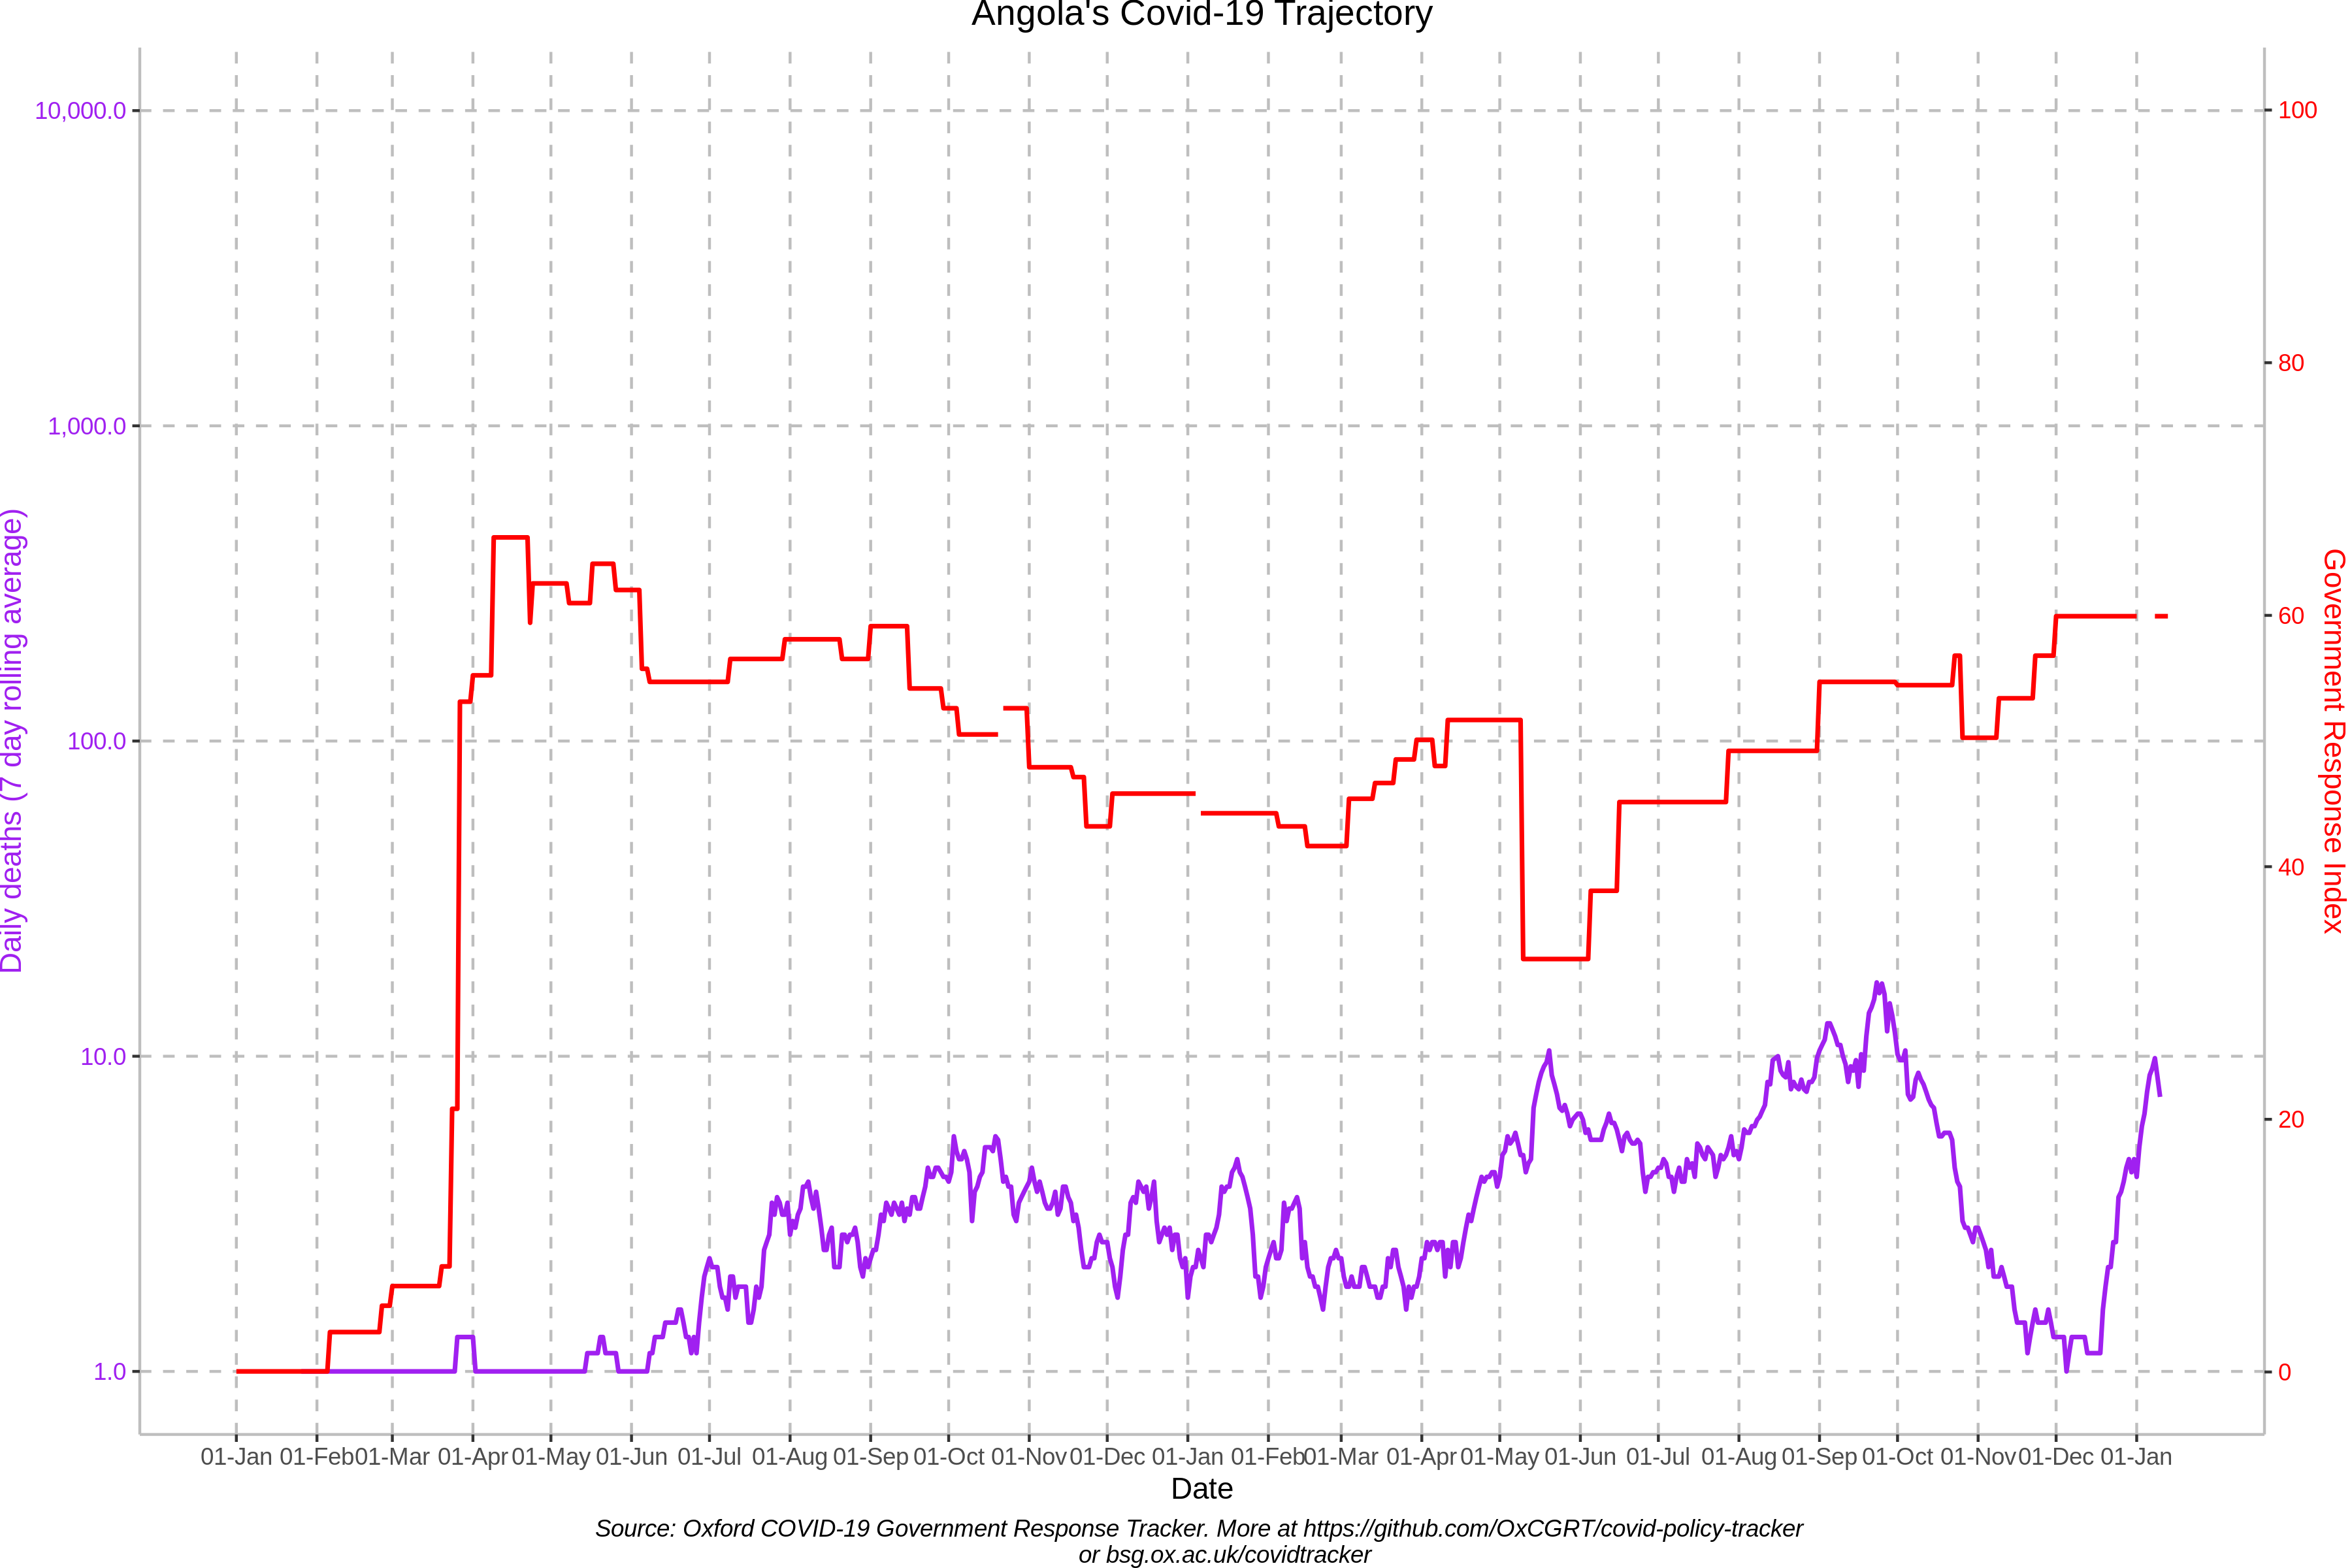 Angola's Covid-19 Trajectory
10,000.0
1,000.0
100.0
10.0
1.0
Daily deaths (7 day rolling average)
100
80
60
40
20
0
Government Response Index
01-Jan 01-Feb 01-Mar 01-Apr 01-May 01-Jun 01-Jul 01-Aug 01-Sep 01-Oct 01-Nov 01-Dec 01-Jan 01-Feb 01-Mar 01-Apr 01-May 01-Jun 01-Jul 01-Aug 01-Sep 01-Oct 01-Nov 01-Dec 01-Jan
Date
Source: Oxford COVID-19 Government Response Tracker. More at https://github.com/OxCGRT/covid-policy-tracker
or bsg.ox.ac.uk/covidtracker